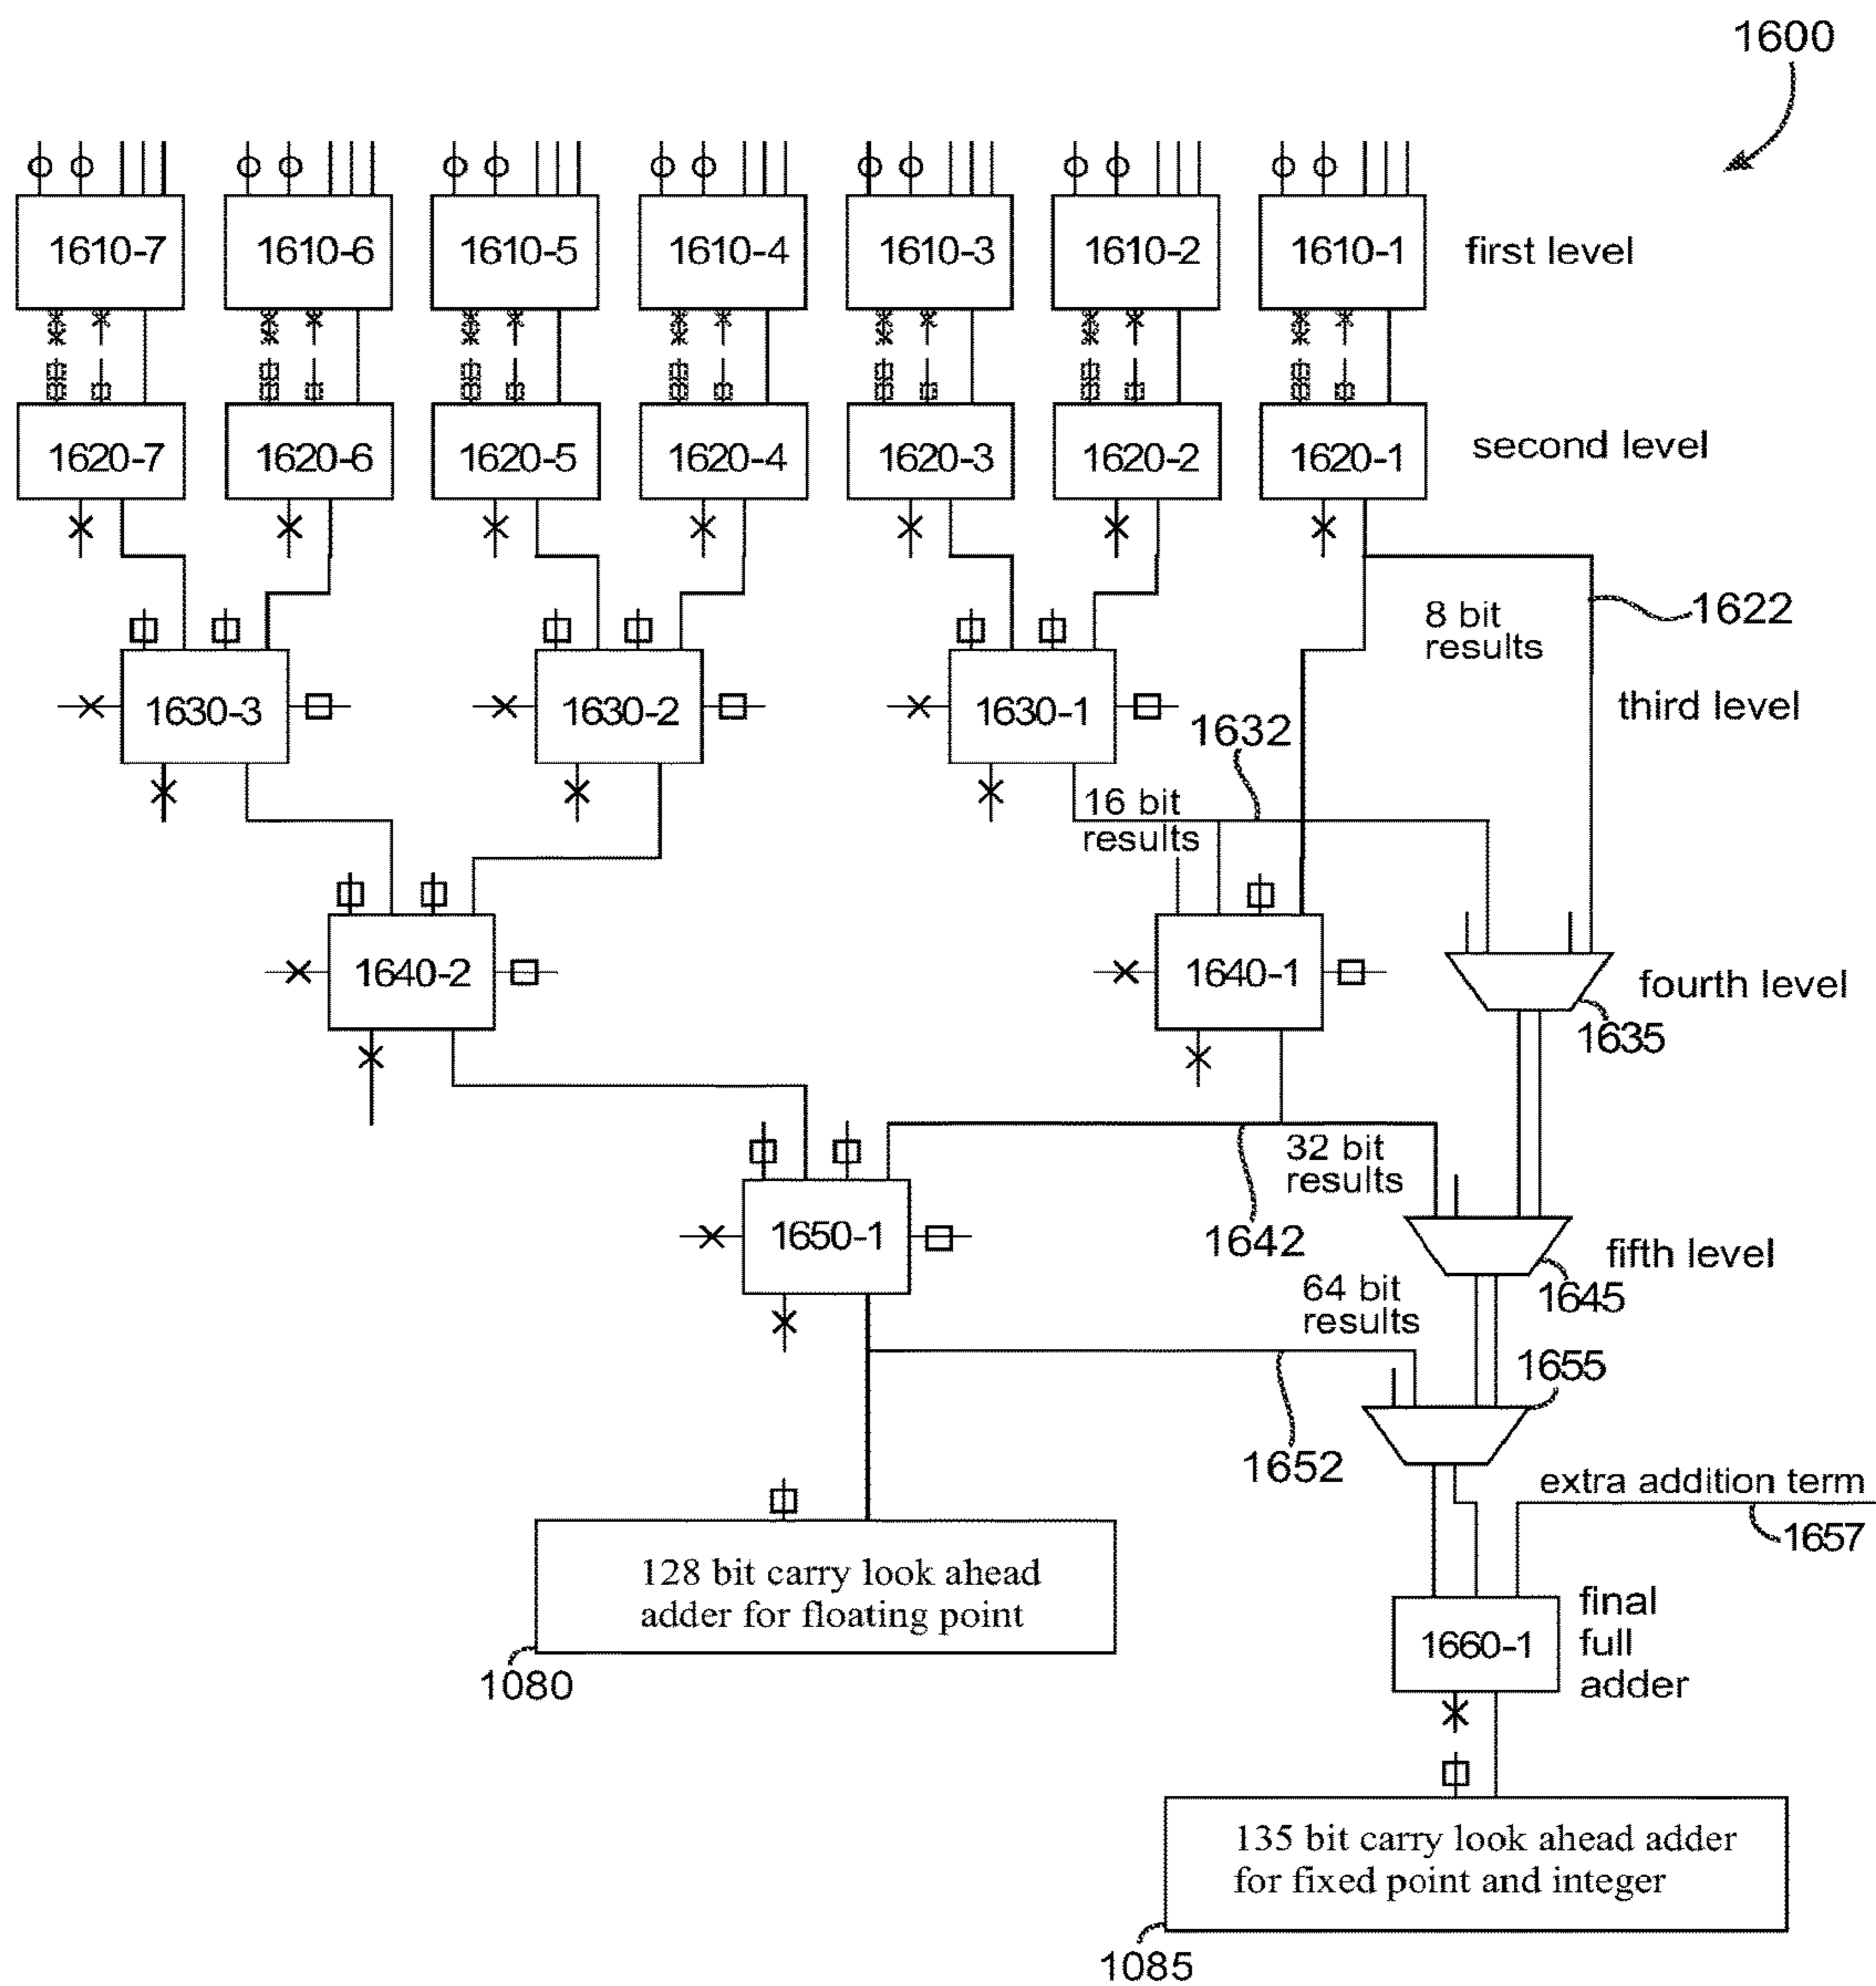 1600
1610-7
1610-6
1610-5
1610-4
1610-3
1610-2
1610-1
first level
1620-7
1620-6
1620-5
1620-4
1620-3
1620-2
1620-1
second level
8 bit
results
1622
1630-3
1630-2
1630-1
third level
1632
16 bit
results
1640-2
1640-1
fourth level
1635
32 bit
results
1650-1
1642
fifth level
1645
64 bit
results
1655
1652
extra addition term
1657
128 bit carry look ahead
adder for floating point
1080
1660-1
final
full
adder
135 bit carry look ahead adder
for fixed point and integer
1085